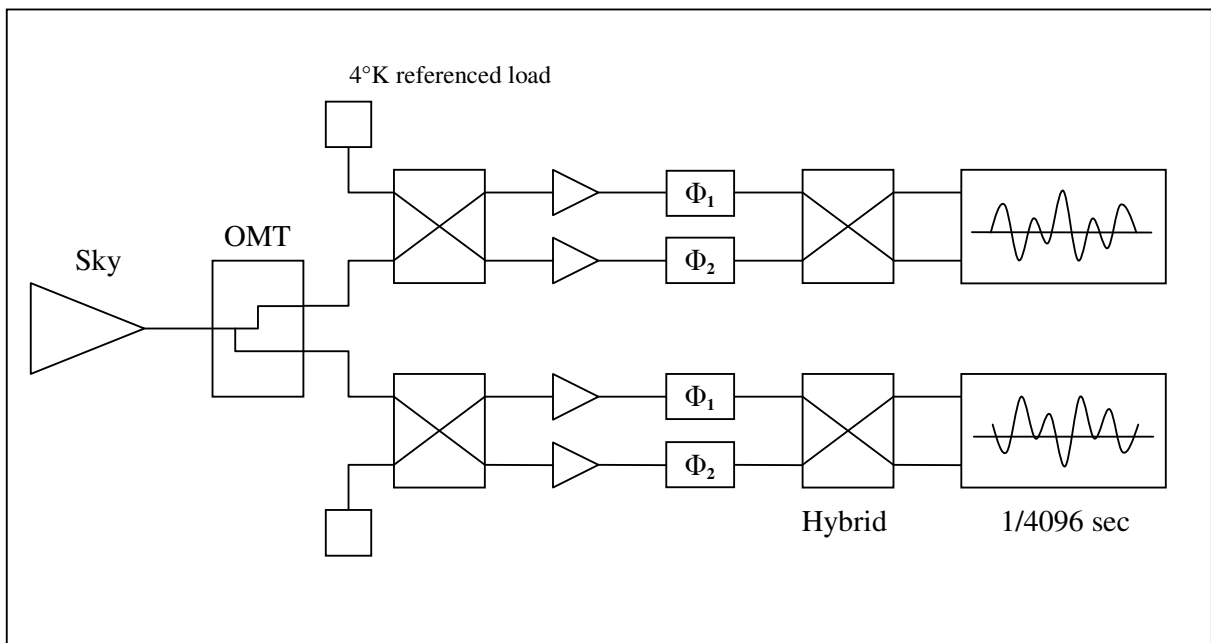 4°K referenced load
Φ1
OMT
Sky
Φ2
Φ1
Φ2
Hybrid
1/4096 sec